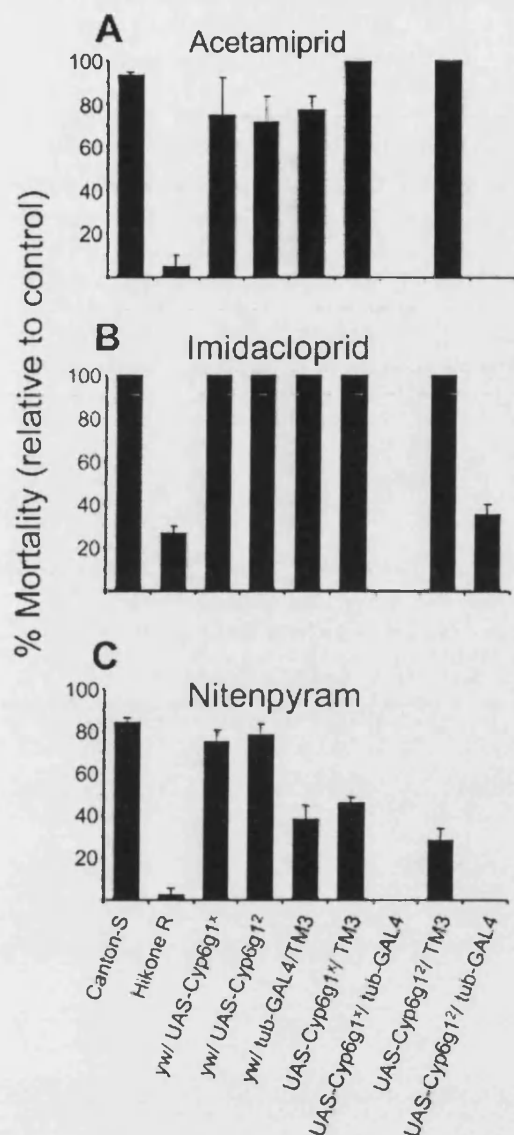 A
Acetamiprid
100
80
60
40
20
% Mortality (relative to control)
B
Imidacloprid
100
80
60
40
20
C
Nitenpyram
100
80
60
40
20
Canton-S
Hikone R
yw/ UAS-Cyp6g1ˣ
yw/ UAS-Cyp6g1²
yw/ tub-GAL4/TM3
UAS-Cyp6g1ˣ/ TM3
UAS-Cyp6g1ˣ/ tub-GAL4
UAS-Cyp6g1²/ TM3
UAS-Cyp6g1²/ tub-GAL4